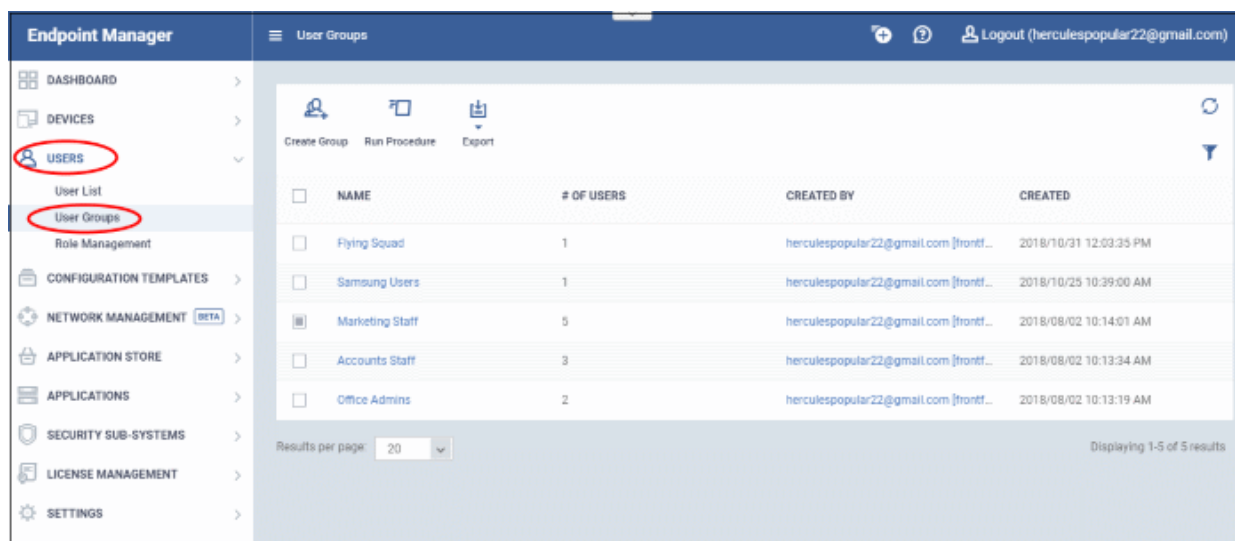 Endpoint Manager
User Groups
Logout (herculespopular22@gmail.com)
DASHBOARD
DEVICES
USERS
User List
User Groups
Role Management
CONFIGURATION TEMPLATES
NETWORK MANAGEMENT BETA
APPLICATION STORE
APPLICATIONS
SECURITY SUB-SYSTEMS
LICENSE MANAGEMENT
SETTINGS
Create Group Run Procedure Export
NAME # OF USERS CREATED BY CREATED
Flying Squad 1 herculespopular22@gmail.com [frontf... 2018/10/31 12:03:35 PM
Samsung Users 1 herculespopular22@gmail.com [frontf... 2018/10/25 10:39:00 AM
Marketing Staff 5 herculespopular22@gmail.com [frontf... 2018/08/02 10:14:01 AM
Accounts Staff 3 herculespopular22@gmail.com [frontf... 2018/08/02 10:13:34 AM
Office Admins 2 herculespopular22@gmail.com [frontf... 2018/08/02 10:13:19 AM
Results per page: 20 Displaying 1-5 of 5 results